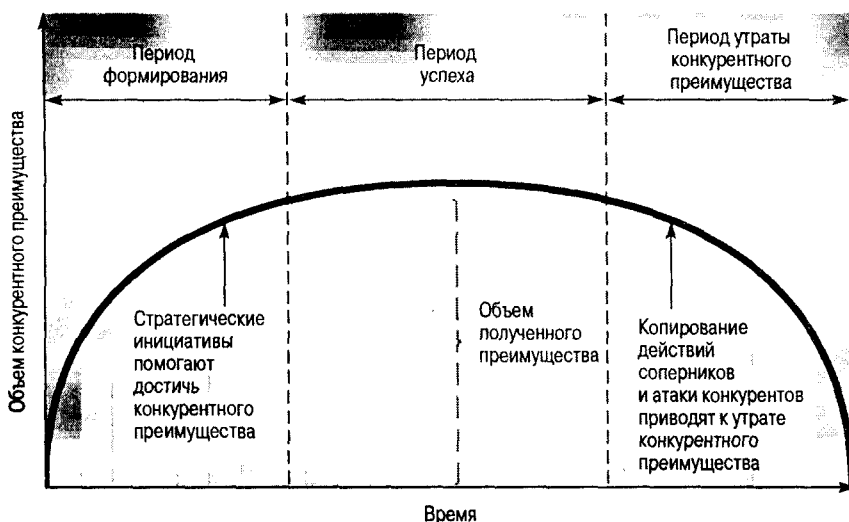 Период
формирования
Период
успеха
Период утраты
конкурентного
преимущества
Объем конкурентного преимущества
Стратегические
инициативы
помогают
достичь
конкурентного
преимущества
Объем
полученного
преимущества
Копирование
действий
соперников
и атаки конкурентов
приводят к утрате
конкурентного
преимущества
Время